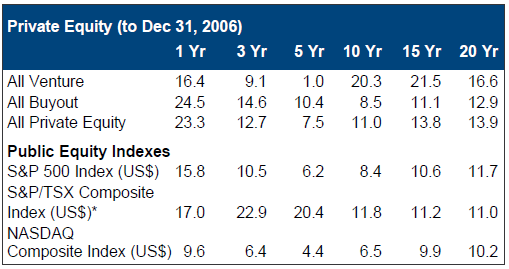 Private Equity (to Dec 31, 2006)
1 Yr 3 Yr 5 Yr 10 Yr 15 Yr 20 Yr
All Venture 16.4 9.1 1.0 20.3 21.5 16.6
All Buyout 24.5 14.6 10.4 8.5 11.1 12.9
All Private Equity 23.3 12.7 7.5 11.0 13.8 13.9
Public Equity Indexes
S&P 500 Index (US$) 15.8 10.5 6.2 8.4 10.6 11.7
S&P/TSX Composite
Index (US$)* 17.0 22.9 20.4 11.8 11.2 11.0
NASDAQ
Composite Index (US$) 9.6 6.4 4.4 6.5 9.9 10.2